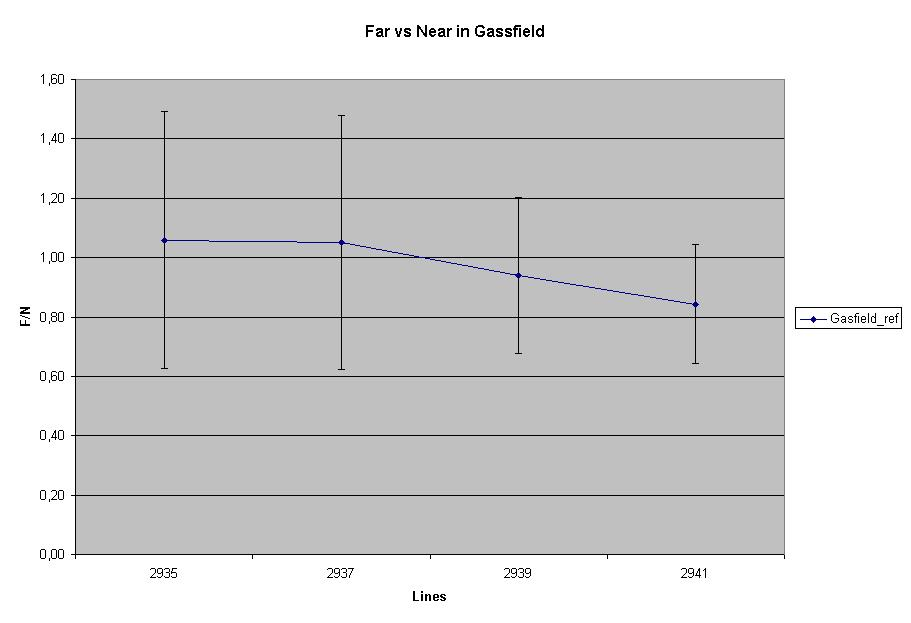 Far vs Near in Gassfield
1,60
1,40
1,20
1,00
0,80
0,60
0,40
0,20
0,00
F/N
2935 2937 2939 2941
Lines
Gasfield_ref